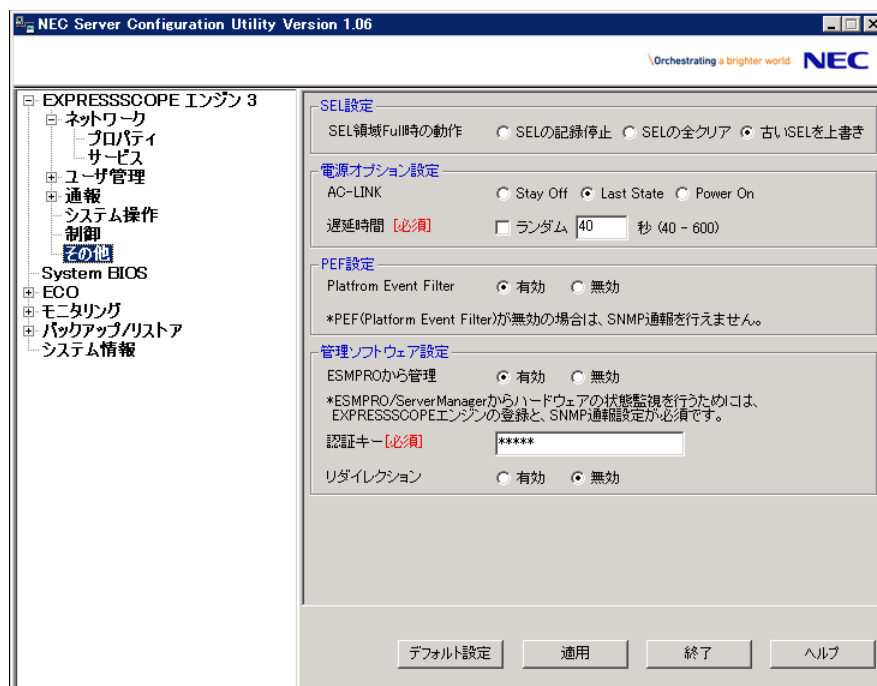 NEC Server Configuration Utility Version 1.06
\Orchestrating a brighter world NEC
EXPRESSSCOPE エンジン 3
ネットワーク
プロパティ
サービス
ユーザ管理
通報
システム操作
制御
その他
System BIOS
ECO
モニタリング
バックアップ/リストア
システム情報
SEL設定
SEL領域Full時の動作 SELの記録停止 SELの全クリア 古いSELを上書き
電源オプション設定
AC-LINK Stay Off Last State Power On
遅延時間 [必須] ランダム 40 秒 (40 - 600)
PEF設定
Platfrom Event Filter 有効 無効
*PEF(Platform Event Filter)が無効の場合は、SNMP通報を行えません。
管理ソフトウェア設定
ESMPROから管理 有効 無効
*ESMPRO/ServerManagerからハードウェアの状態監視を行うためには、
EXPRESSSCOPEエンジンの登録と、SNMP通報設定が必須です。
認証キー[必須] *****
リダイレクション 有効 無効
デフォルト設定 適用 終了 ヘルプ